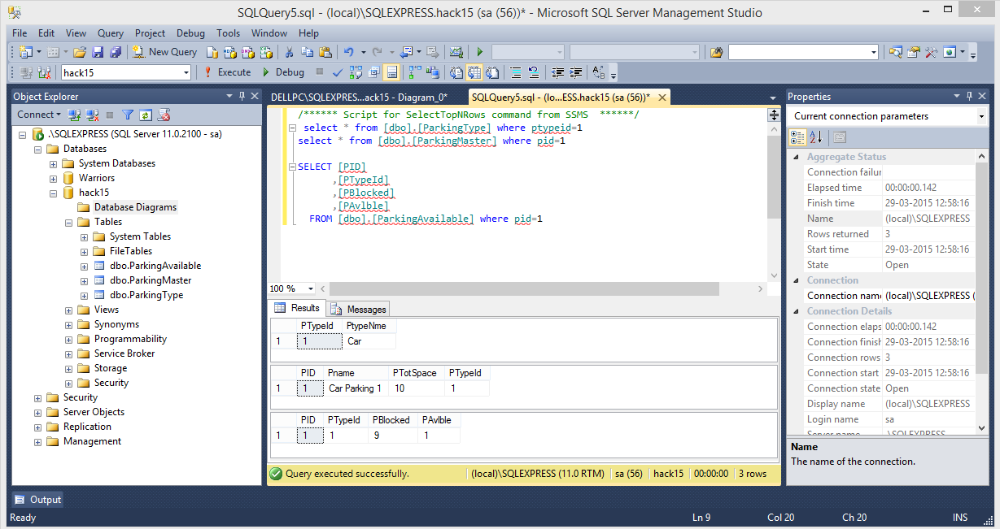 SQLQuery5.sql - (local)\SQLEXPRESS.hack15 (sa (56))* - Microsoft SQL Server Management Studio
File Edit View Query Project Debug Tools Window Help
New Query
hack15 Execute Debug
Object Explorer
Connect
.\SQLEXPRESS (SQL Server 11.0.2100 - sa)
Databases
System Databases
Warriors
hack15
Database Diagrams
Tables
System Tables
FileTables
dbo.ParkingAvailable
dbo.ParkingMaster
dbo.ParkingType
Views
Synonyms
Programmability
Service Broker
Storage
Security
Security
Server Objects
Replication
Management
DELLPC\SQLEXPRES...ack15 - Diagram_0* SQLQuery5.sql - (lo...ESS.hack15 (sa (56))*
/****** Script for SelectTopNRows command from SSMS ******/
select * from [dbo].[ParkingType] where ptypeid=1
select * from [dbo].[ParkingMaster] where pid=1
SELECT [PID]
,[PTypeId]
,[PBlocked]
,[PAvlble]
FROM [dbo].[ParkingAvailable] where pid=1
100 %
Results Messages
PTypeId PtypeNme
1 1 Car
PID Pname PTotSpace PTypeId
1 1 Car Parking 1 10 1
PID PTypeId PBlocked PAvlble
1 1 1 9 1
Query executed successfully. (local)\SQLEXPRESS (11.0 RTM) sa (56) hack15 00:00:00 3 rows
Properties
Current connection parameters
Aggregate Status
Connection failur
Elapsed time 00:00:00.142
Finish time 29-03-2015 12:58:16
Name (local)\SQLEXPRESS
Rows returned 3
Start time 29-03-2015 12:58:16
State Open
Connection
Connection name (local)\SQLEXPRESS (
Connection Details
Connection elaps 00:00:00.142
Connection finish 29-03-2015 12:58:16
Connection rows 3
Connection start 29-03-2015 12:58:16
Connection state Open
Display name (local)\SQLEXPRESS
Login name sa
Server name .\SQLEXPRESS
Name
The name of the connection.
Output
Ready Ln 9 Col 20 Ch 20 INS